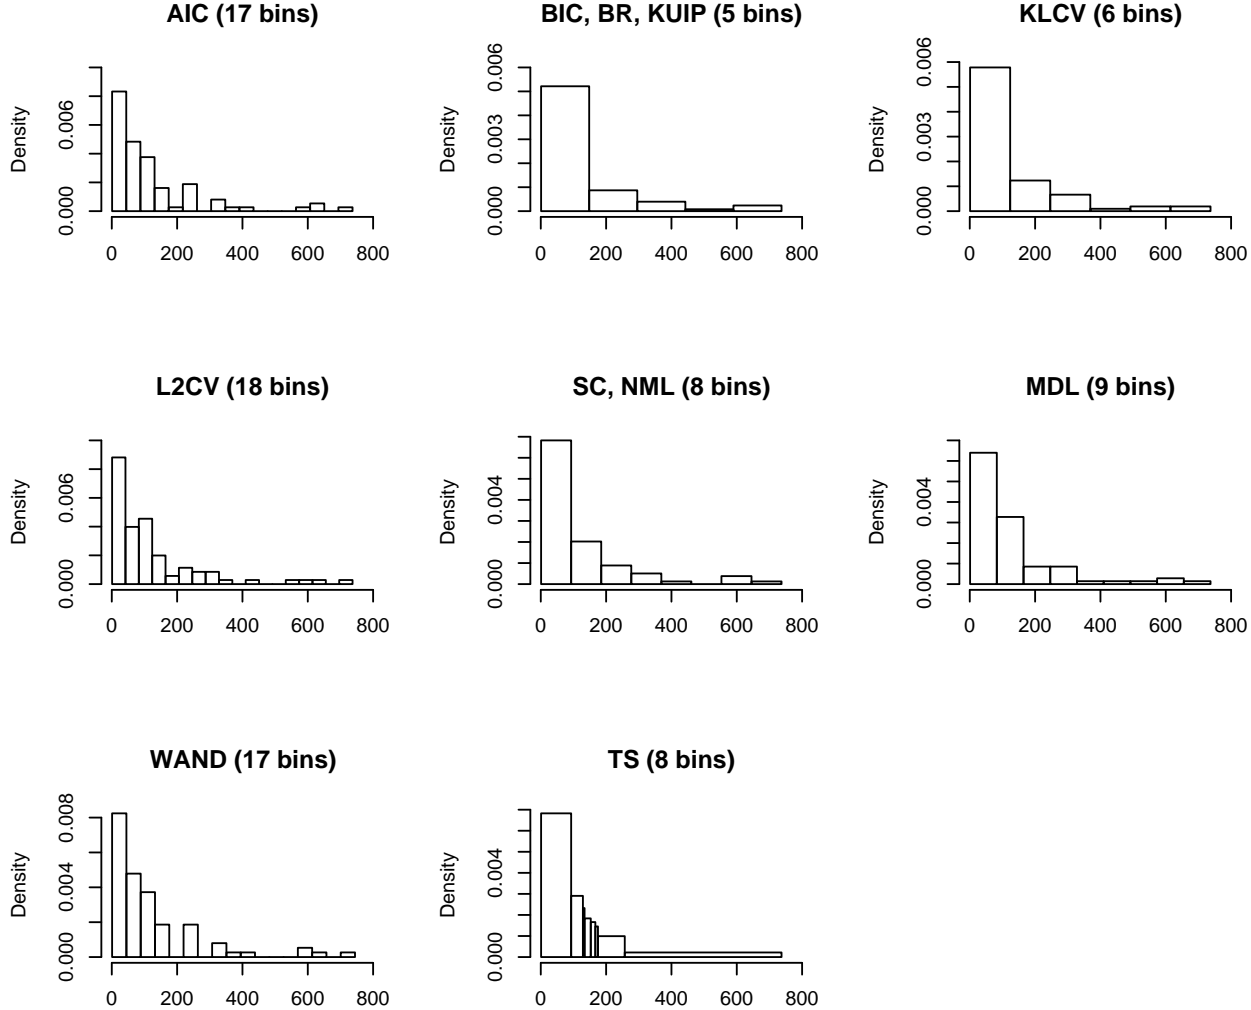 AIC (17 bins)
Density
0.000
0.006
0 200 400 600 800
BIC, BR, KUIP (5 bins)
Density
0.000
0.003
0.006
0 200 400 600 800
KLCV (6 bins)
Density
0.000
0.003
0.006
0 200 400 600 800
L2CV (18 bins)
Density
0.000
0.006
0 200 400 600 800
SC, NML (8 bins)
Density
0.000
0.004
0 200 400 600 800
MDL (9 bins)
Density
0.000
0.004
0 200 400 600 800
WAND (17 bins)
Density
0.000
0.004
0.008
0 200 400 600 800
TS (8 bins)
Density
0.000
0.004
0 200 400 600 800